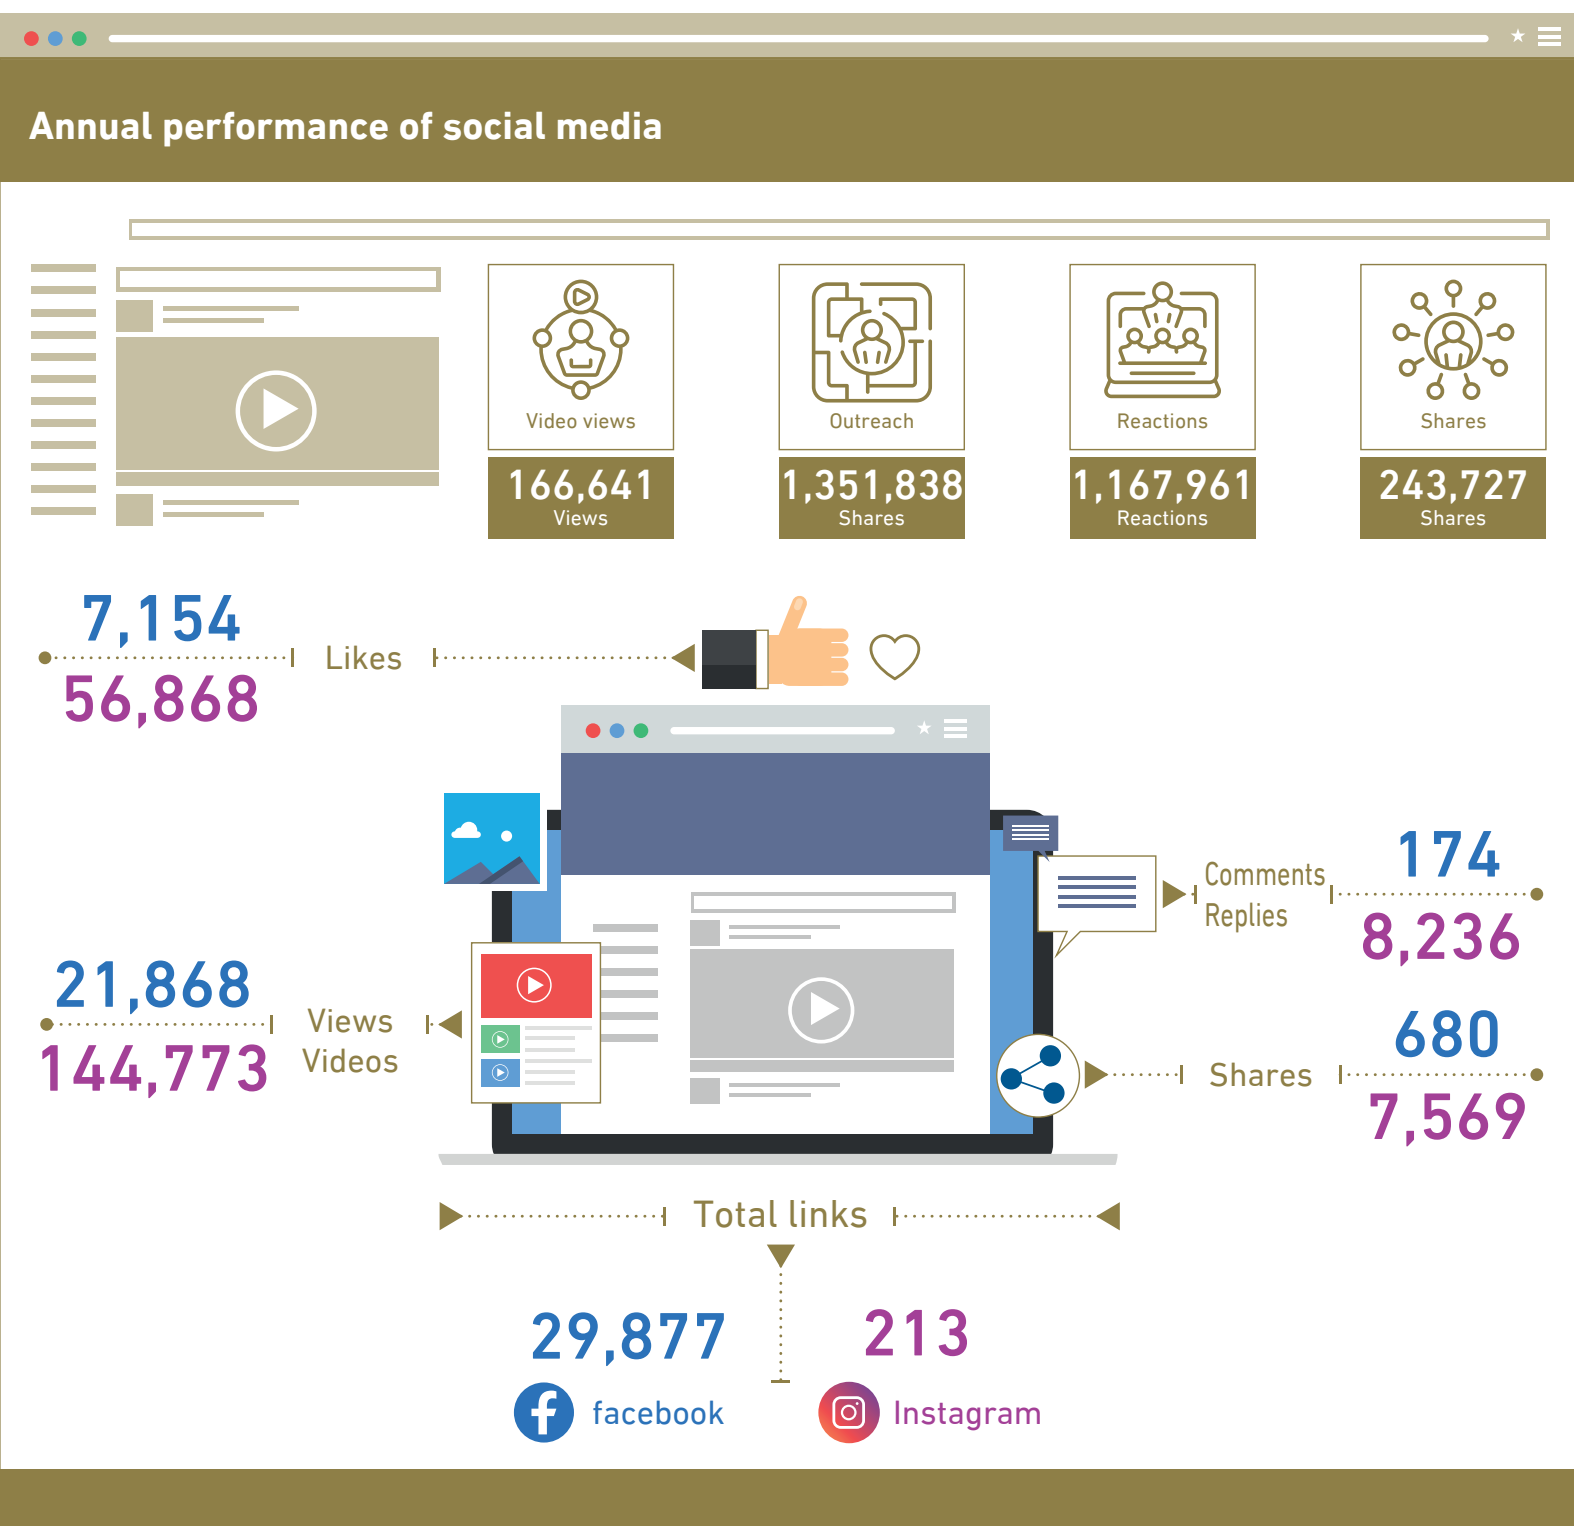 Annual performance of social media
Video views
166,641
Views
Outreach
1,351,838
Shares
Reactions
1,167,961
Reactions
Shares
243,727
Shares
7,154
Likes
56,868
174
Comments
Replies
8,236
21,868
Views
Videos
144,773
680
Shares
7,569
Total links
29,877
213
facebook
Instagram